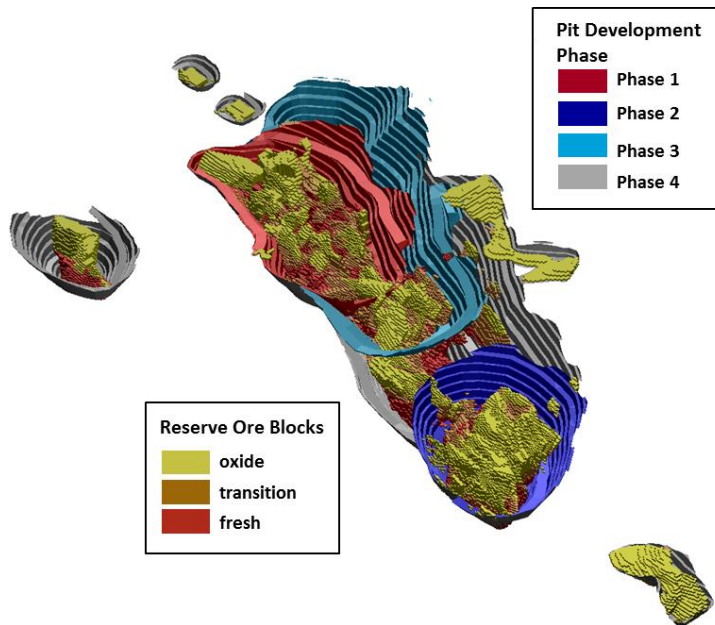 Pit Development
Phase
Phase 1
Phase 2
Phase 3
Phase 4
Reserve Ore Blocks
oxide
transition
fresh